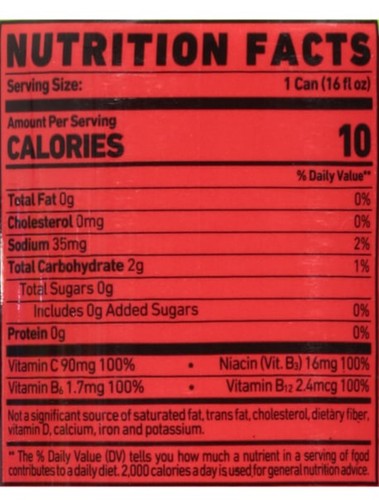 NUTRITION FACTS
Serving Size: 1 Can (16 fl oz)
Amount Per Serving
CALORIES 10
% Daily Value**
Total Fat 0g 0%
Cholesterol 0mg 0%
Sodium 35mg 2%
Total Carbohydrate 2g 1%
Total Sugars 0g
Includes 0g Added Sugars 0%
Protein 0g 0%
Vitamin C 90mg 100% • Niacin (Vit. B₃) 16mg 100%
Vitamin B₆ 1.7mg 100% • Vitamin B₁₂ 2.4mcg 100%
Not a significant source of saturated fat, trans fat, cholesterol, dietary fiber,
vitamin D, calcium, iron and potassium.
** The % Daily Value (DV) tells you how much a nutrient in a serving of food
contributes to a daily diet. 2,000 calories a day is used for general nutrition advice.